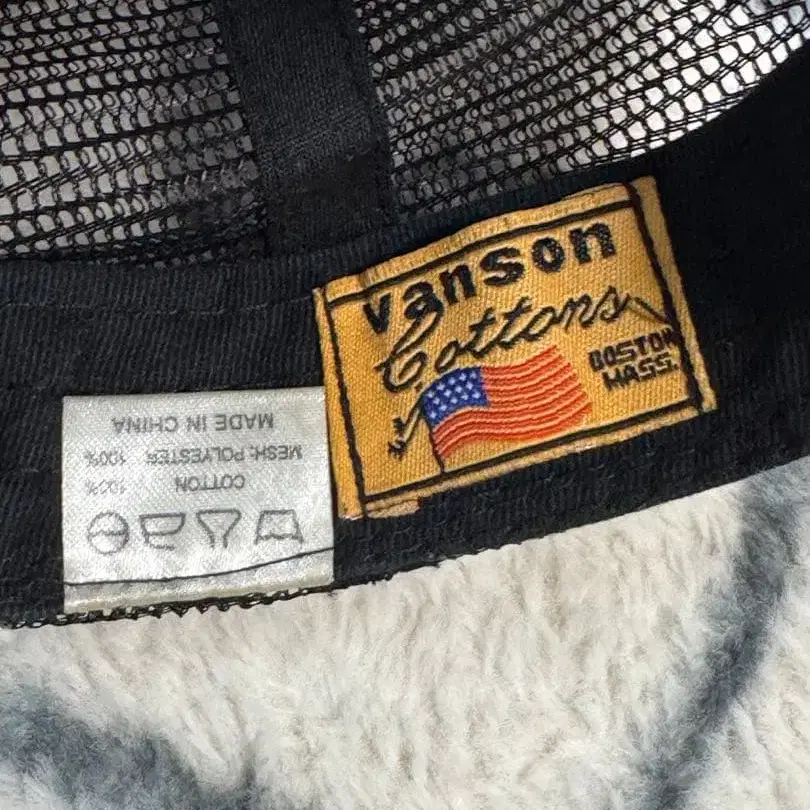 vanson
Cottons
BOSTON
MASS.
COTTON 100%
MESH: POLYESTER 100%
MADE IN CHINA